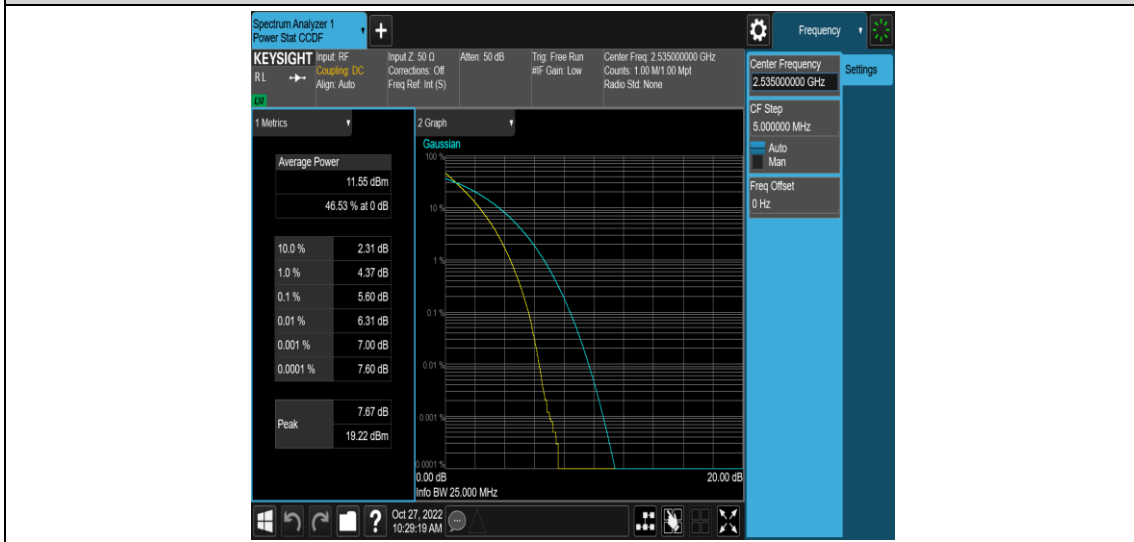 Spectrum Analyzer 1
Power Stat CCDF
Frequency
KEYSIGHT
RL
LXI
Input: RF
Coupling: DC
Align: Auto
Input Z: 50 Ω
Corrections: Off
Freq Ref: Int (S)
Atten: 50 dB
Trig: Free Run
#IF Gain: Low
Center Freq: 2.535000000 GHz
Counts: 1.00 M/1.00 Mpt
Radio Std: None
Center Frequency
2.535000000 GHz
Settings
CF Step
5.000000 MHz
Auto
Man
Freq Offset
0 Hz
1 Metrics
Average Power
11.55 dBm
46.53 % at 0 dB
10.0 % 2.31 dB
1.0 % 4.37 dB
0.1 % 5.60 dB
0.01 % 6.31 dB
0.001 % 7.00 dB
0.0001 % 7.60 dB
Peak
7.67 dB
19.22 dBm
2 Graph
Gaussian
100 %
10 %
1 %
0.1 %
0.01 %
0.001 %
0.0001 %
0.00 dB 20.00 dB
Info BW 25.000 MHz
?
Oct 27, 2022
10:29:19 AM